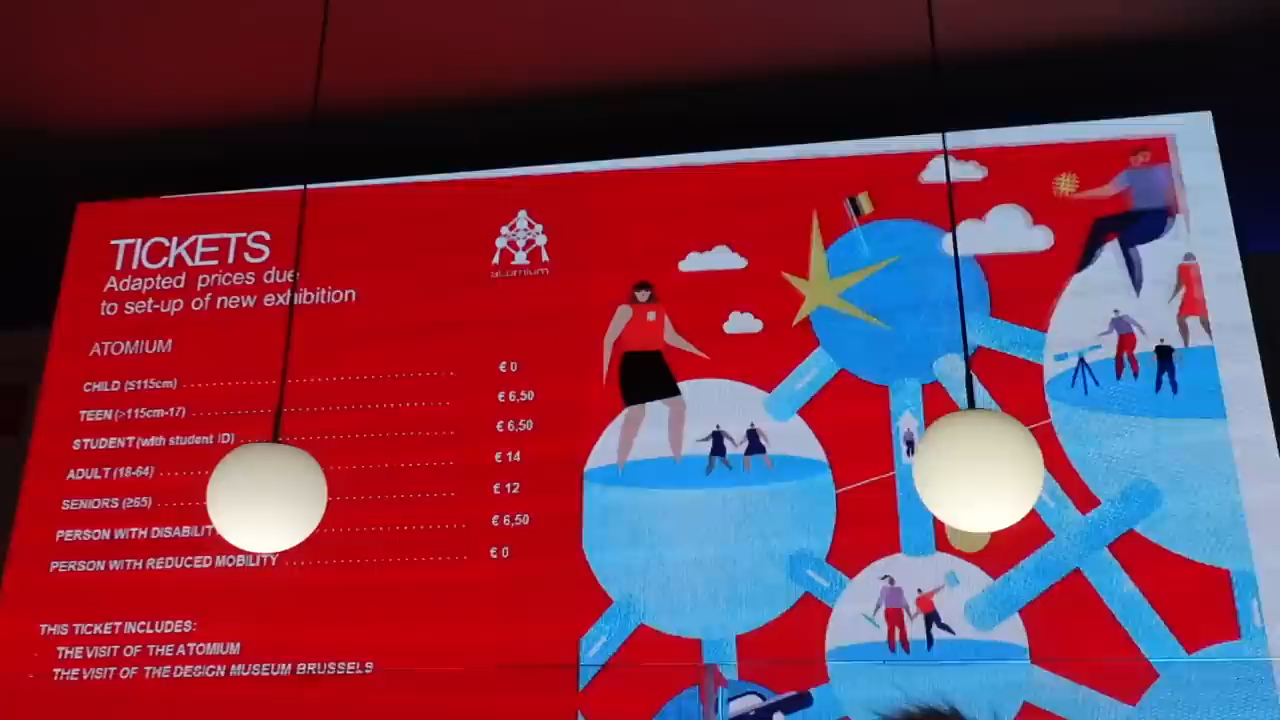 TICKETS
Adapted prices due
to set-up of new exhibition
atomium
ATOMIUM
CHILD (≤115cm) € 0
TEEN (>115cm-17) € 6,50
STUDENT (with student ID) € 6,50
ADULT (18-64) € 14
SENIORS (≥65) € 12
PERSON WITH DISABILIT € 6,50
PERSON WITH REDUCED MOBILITY € 0
THIS TICKET INCLUDES:
- THE VISIT OF THE ATOMIUM
- THE VISIT OF THE DESIGN MUSEUM BRUSSELS